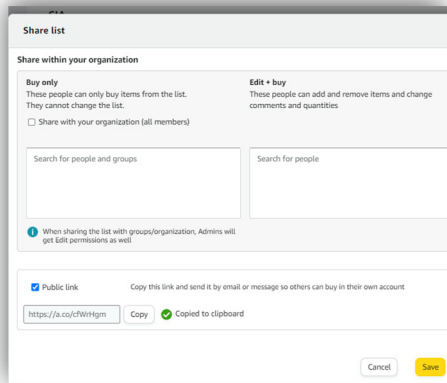 Share list
Share within your organization
Buy only
These people can only buy items from the list.
They cannot change the list.
Share with your organization (all members)
Search for people and groups
When sharing the list with groups/organization, Admins will
get Edit permissions as well
Edit + buy
These people can add and remove items and change
comments and quantities
Search for people
Public link
Copy this link and send it by email or message so others can buy in their own account
https://a.co/cfWrHgm
Copy
Copied to clipboard
Cancel
Save